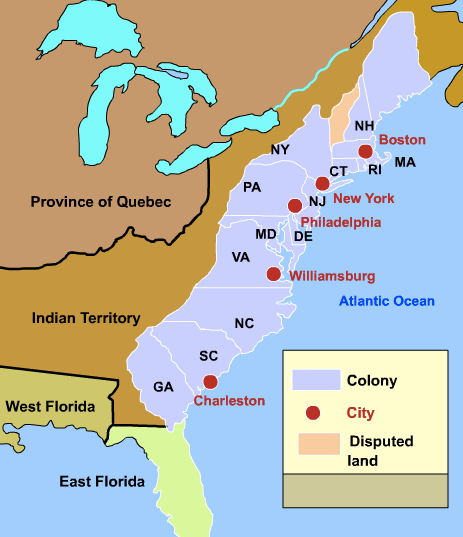 NH
Boston
NY
MA
CT
RI
PA
NJ
New York
Province of Quebec
Philadelphia
MD
DE
VA
Williamsburg
Atlantic Ocean
Indian Territory
NC
SC
GA
Charleston
West Florida
East Florida
Colony
City
Disputed
land